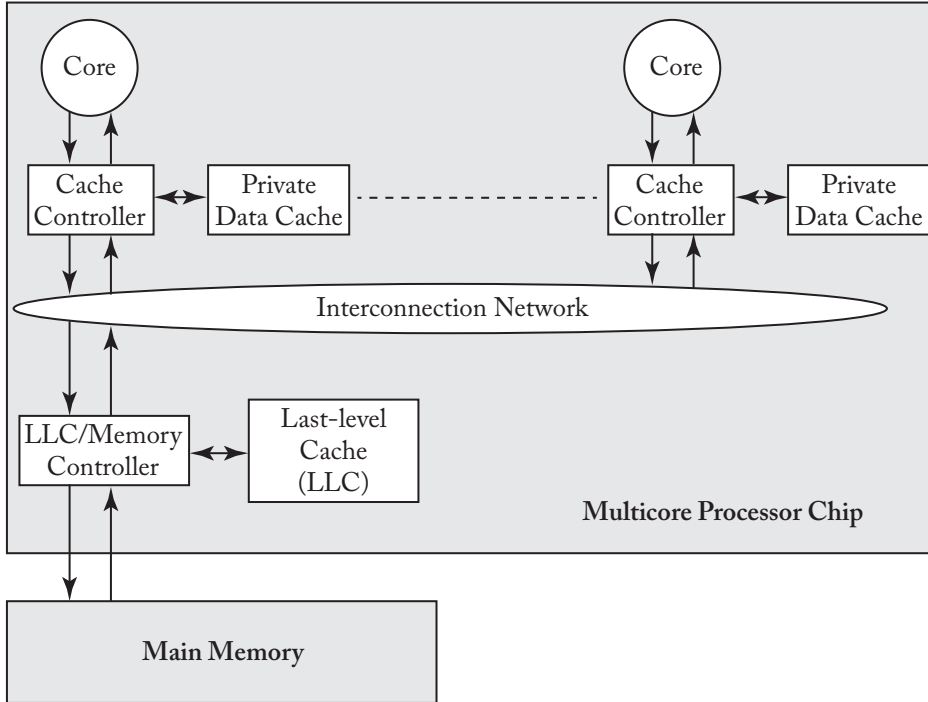 Core
Core
Cache
Controller
Private
Data Cache
Cache
Controller
Private
Data Cache
Interconnection Network
LLC/Memory
Controller
Last-level
Cache
(LLC)
Multicore Processor Chip
Main Memory